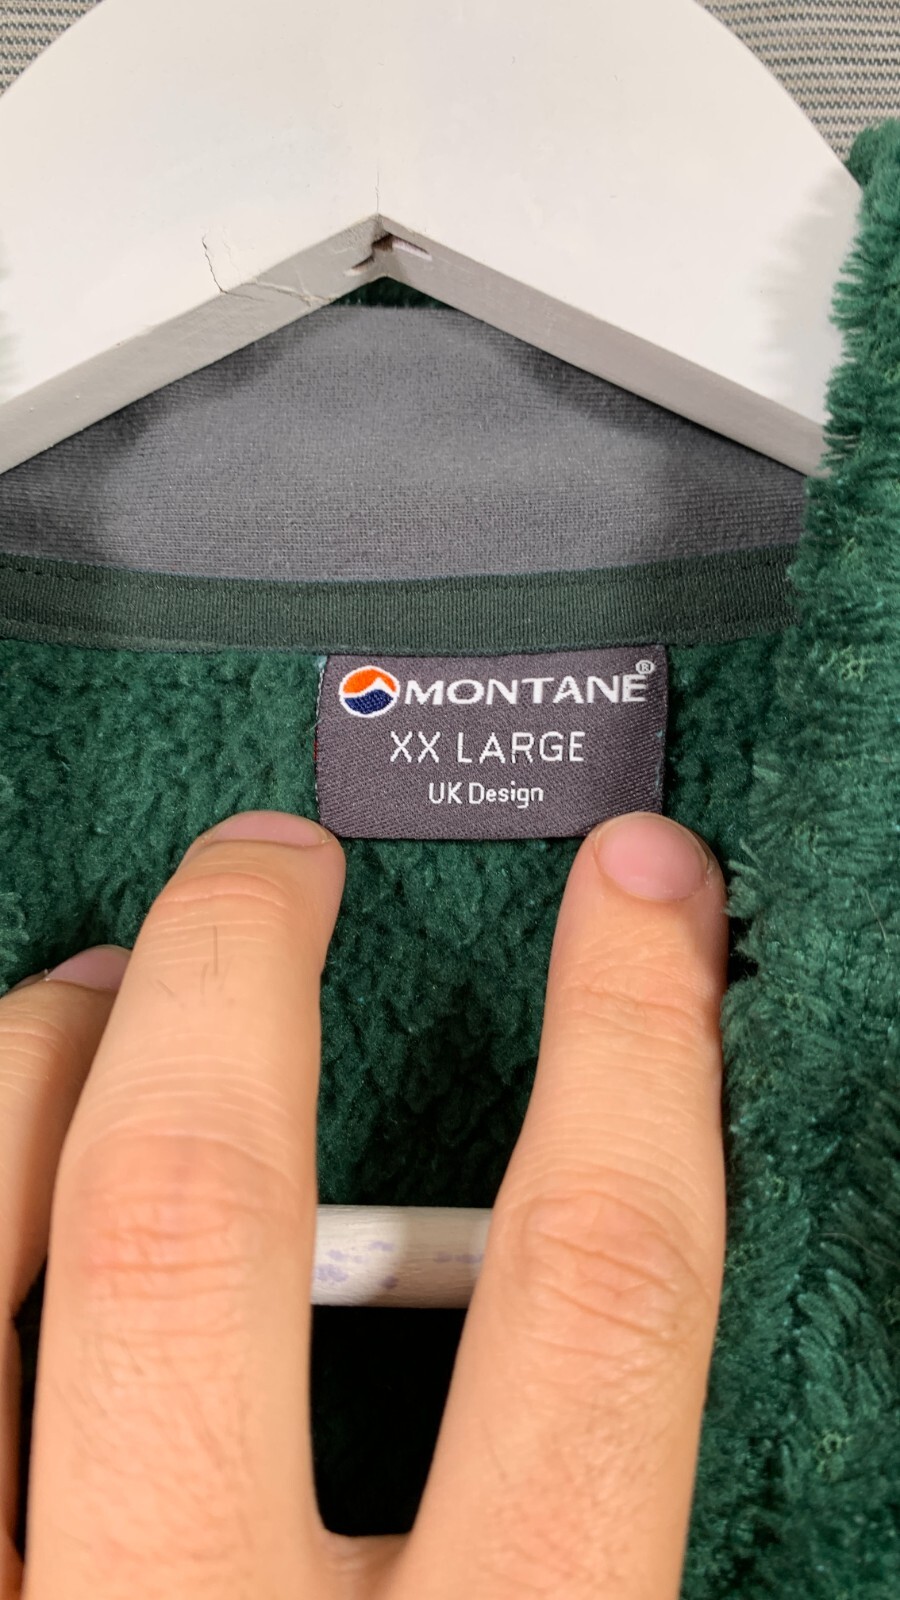 MONTANE®
XX LARGE
UK Design